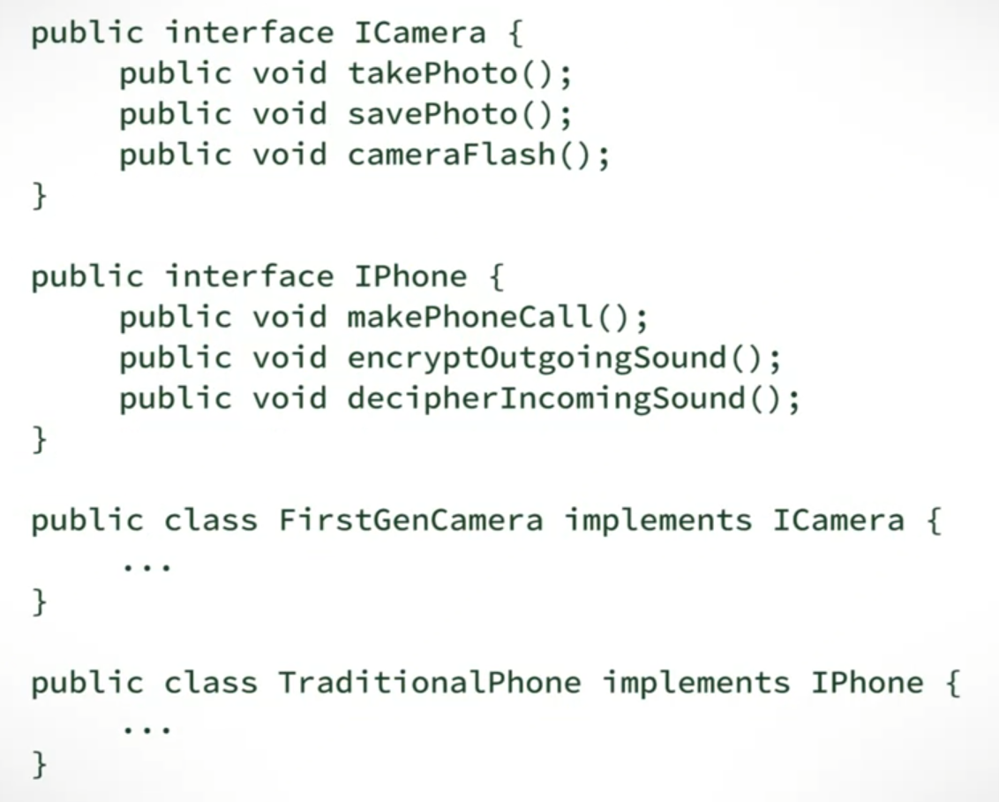 public interface ICamera {
public void takePhoto();
public void savePhoto();
public void cameraFlash();
}
public interface IPhone {
public void makePhoneCall();
public void encryptOutgoingSound();
public void decipherIncomingSound();
}
public class FirstGenCamera implements ICamera {
...
}
public class TraditionalPhone implements IPhone {
...
}